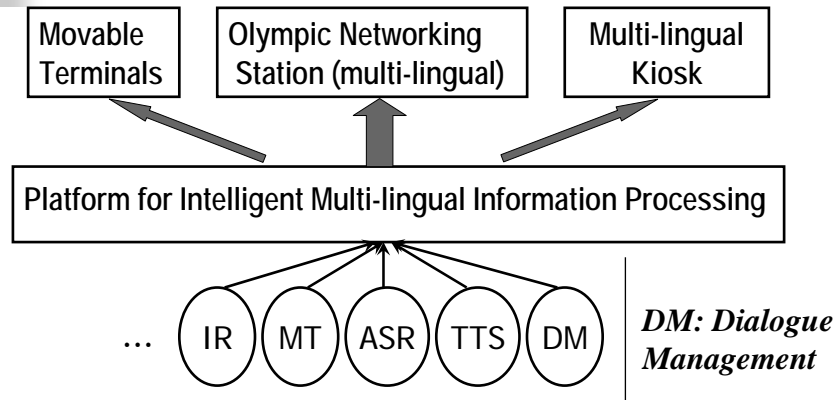 Movable
Terminals
Olympic Networking
Station (multi-lingual)
Multi-lingual
Kiosk
Platform for Intelligent Multi-lingual Information Processing
... IR MT ASR TTS DM
DM: Dialogue
Management